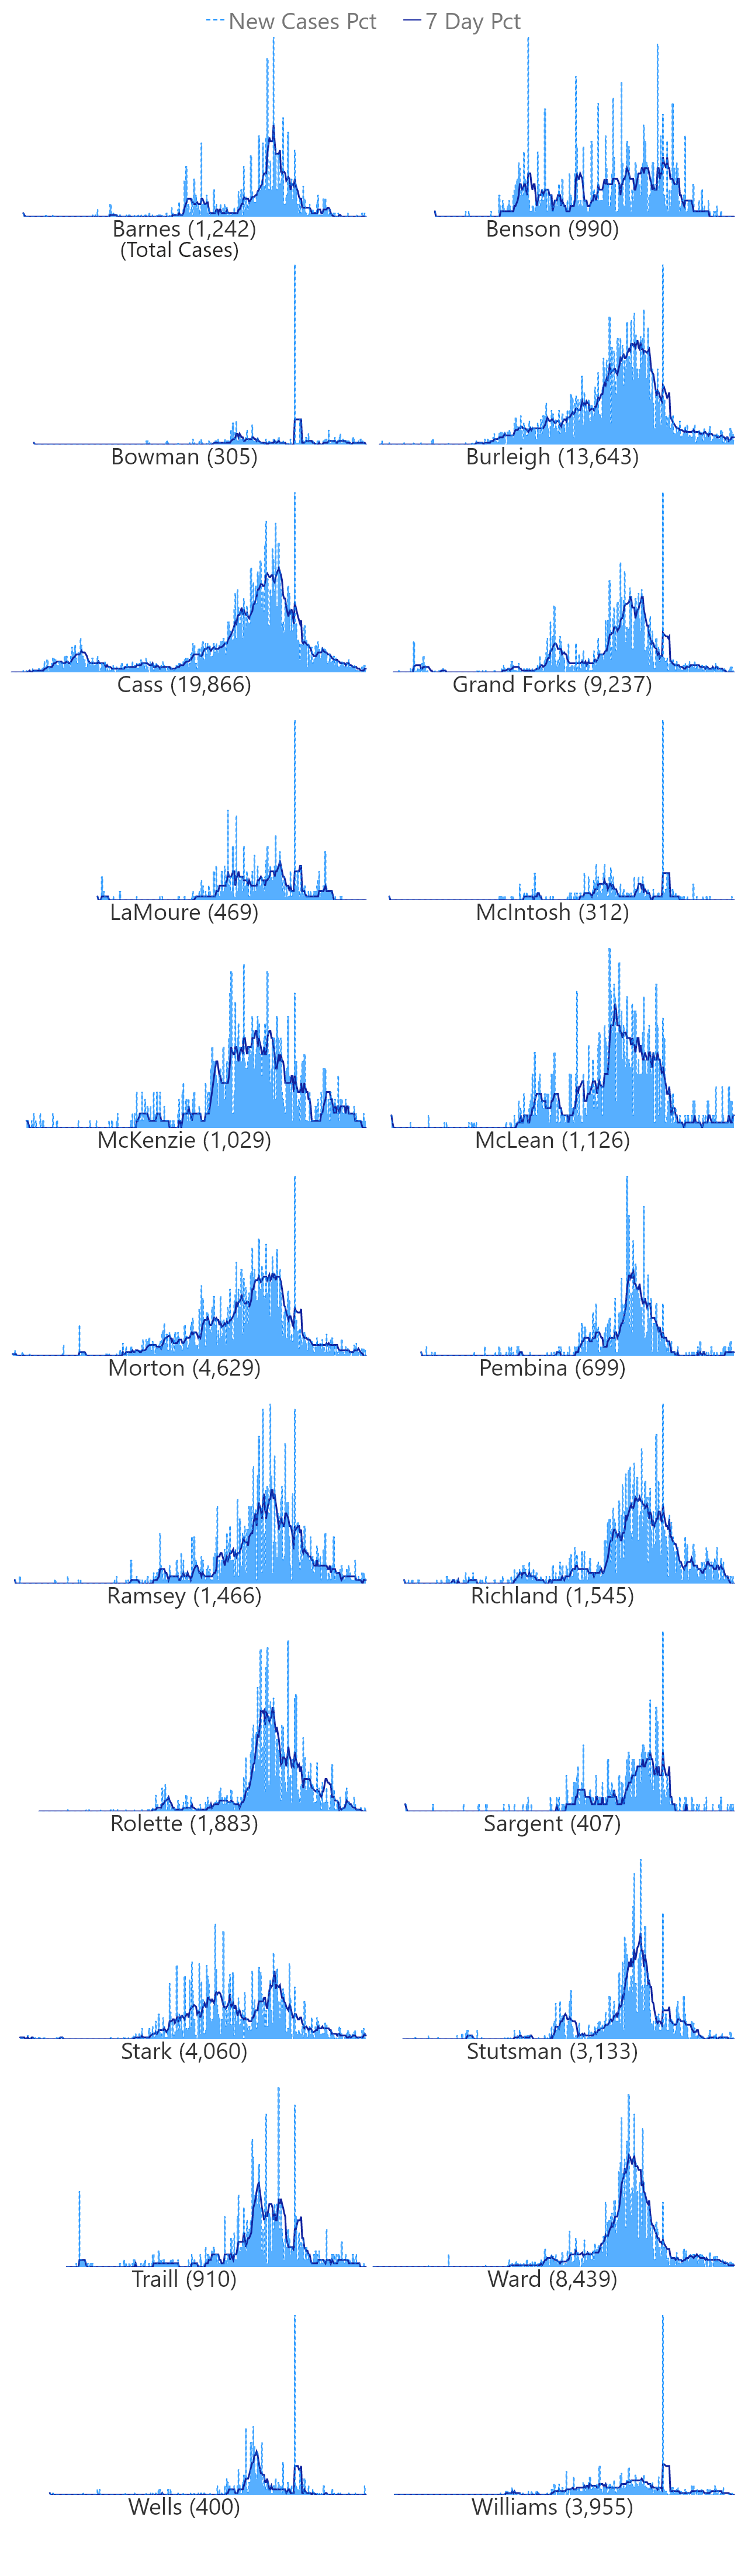 New Cases Pct 7 Day Pct
Barnes (1,242) Benson (990)
(Total Cases)
Bowman (305) Burleigh (13,643)
Cass (19,866) Grand Forks (9,237)
LaMoure (469) McIntosh (312)
McKenzie (1,029) McLean (1,126)
Morton (4,629) Pembina (699)
Ramsey (1,466) Richland (1,545)
Rolette (1,883) Sargent (407)
Stark (4,060) Stutsman (3,133)
Traill (910) Ward (8,439)
Wells (400) Williams (3,955)